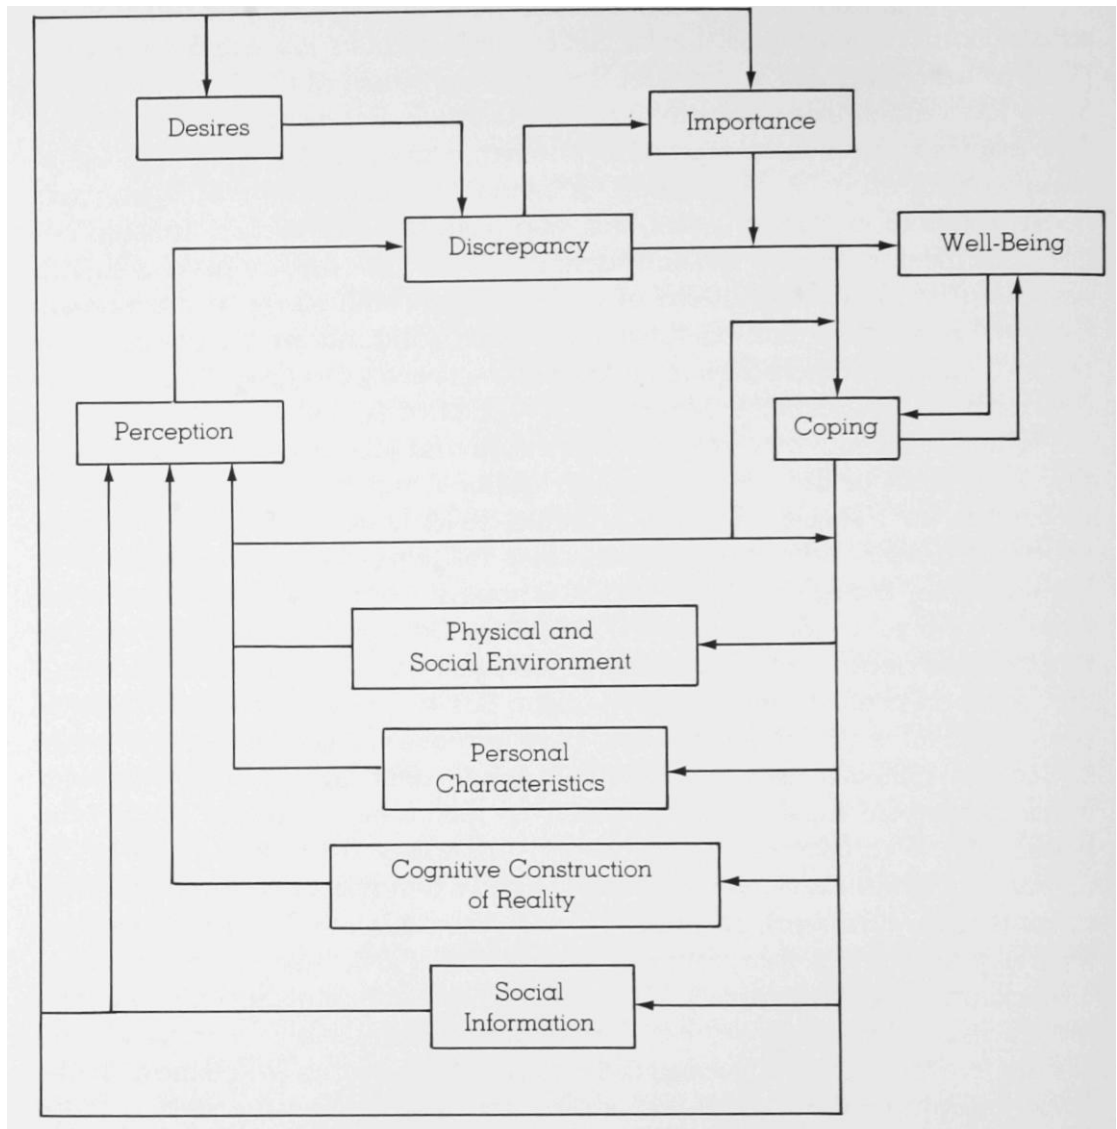 Desires
Importance
Discrepancy
Well-Being
Perception
Coping
Physical and
Social Environment
Personal
Characteristics
Cognitive Construction
of Reality
Social
Information